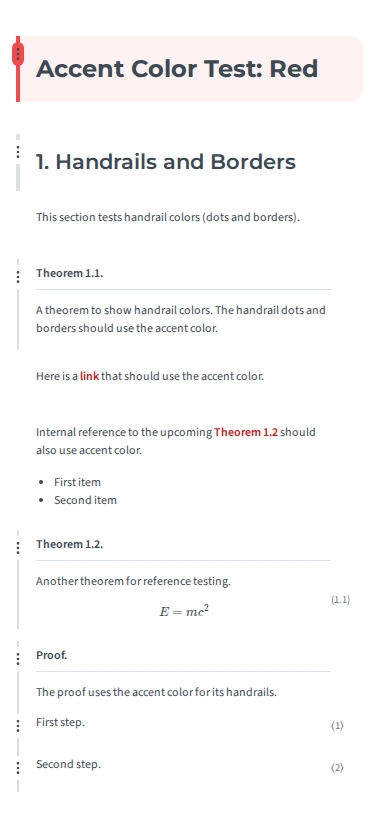 Accent Color Test: Red
1. Handrails and Borders
This section tests handrail colors (dots and borders).
Theorem 1.1.
A theorem to show handrail colors. The handrail dots and
borders should use the accent color.
Here is a link that should use the accent color.
Internal reference to the upcoming Theorem 1.2 should
also use accent color.
• First item
• Second item
Theorem 1.2.
Another theorem for reference testing.
E = mc² (1.1)
Proof.
The proof uses the accent color for its handrails.
First step. (1)
Second step. (2)